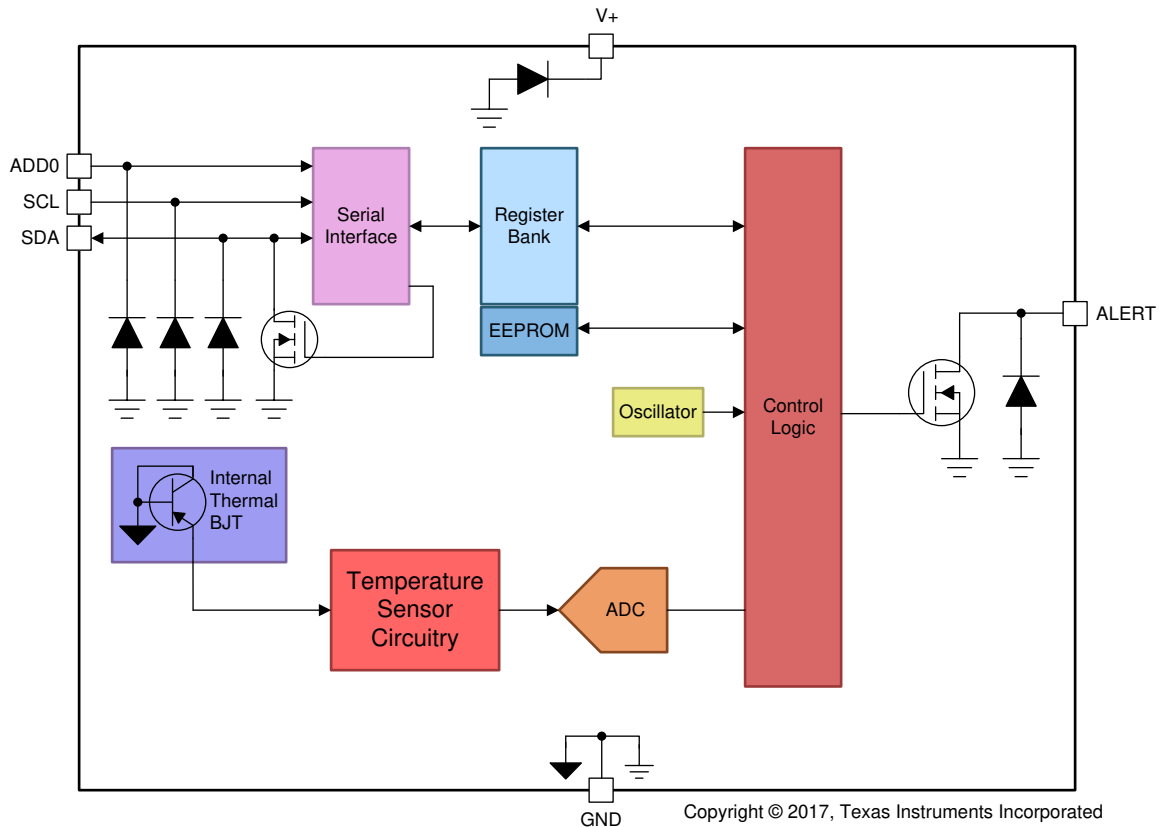 V+
ADD0
SCL
SDA
Serial
Interface
Register
Bank
EEPROM
ALERT
Oscillator
Control
Logic
Internal
Thermal
BJT
Temperature
Sensor
Circuitry
ADC
GND
Copyright © 2017, Texas Instruments Incorporated